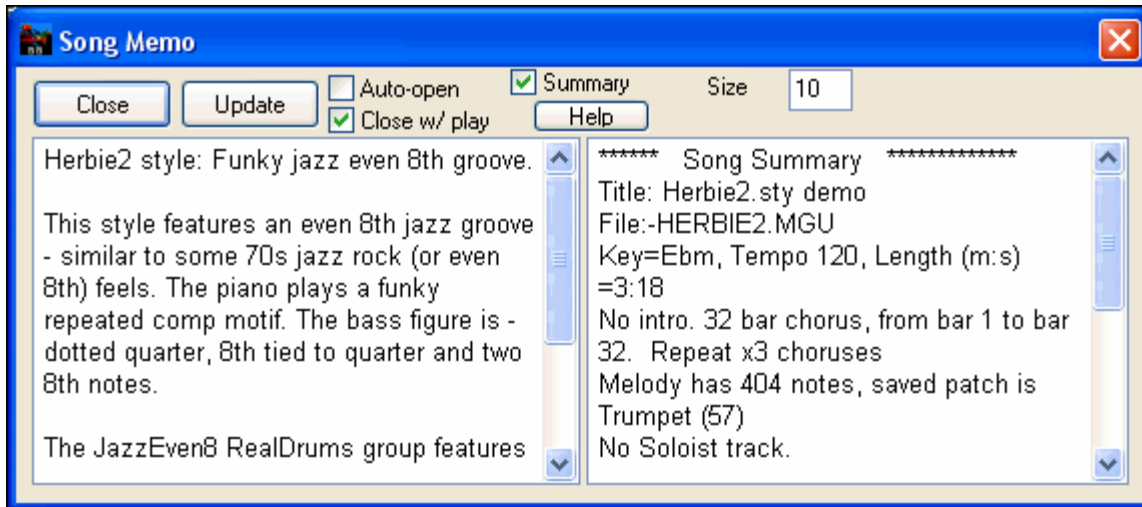 Song Memo
Close
Update
Auto-open
Close w/ play
Summary
Help
Size
10
Herbie2 style: Funky jazz even 8th groove.
This style features an even 8th jazz groove
- similar to some 70s jazz rock (or even
8th) feels. The piano plays a funky
repeated comp motif. The bass figure is -
dotted quarter, 8th tied to quarter and two
8th notes.
The JazzEven8 RealDrums group features
****** Song Summary *************
Title: Herbie2.sty demo
File:-HERBIE2.MGU
Key=Ebm, Tempo 120, Length (m:s)
=3:18
No intro. 32 bar chorus, from bar 1 to bar
32. Repeat x3 choruses
Melody has 404 notes, saved patch is
Trumpet (57)
No Soloist track.